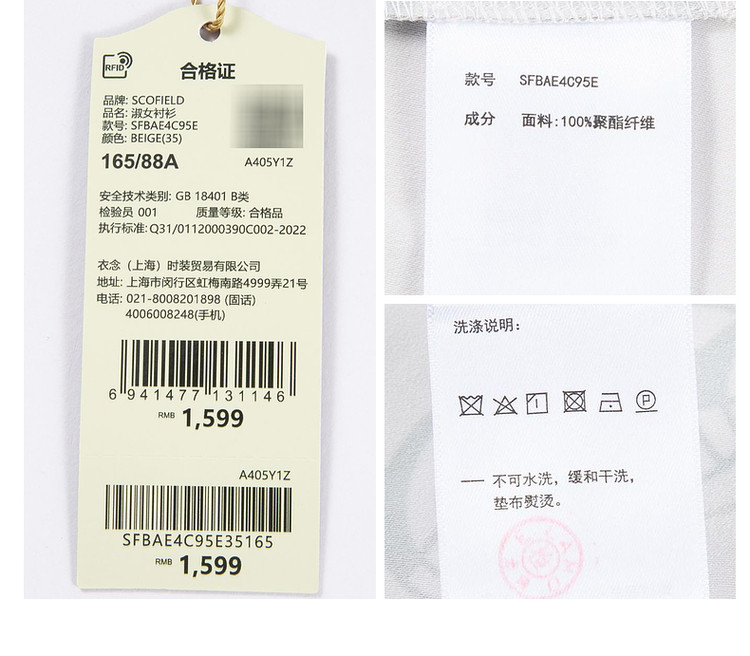 RFID
合格证
品牌: SCOFIELD
品名: 淑女衬衫
款号: SFBAE4C95E
颜色: BEIGE(35)
165/88A A405Y1Z
安全技术类别: GB 18401 B类
检验员 001 质量等级: 合格品
执行标准: Q31/0112000390C002-2022
衣念（上海）时装贸易有限公司
地址: 上海市闵行区虹梅南路4999弄21号
电话: 021-8008201898 (固话)
4006008248(手机)
6 941477 131146
RMB 1,599
A405Y1Z
SFBAE4C95E35165
RMB 1,599
款号 SFBAE4C95E
成分 面料:100%聚酯纤维
洗涤说明:
P
—— 不可水洗，缓和干洗，
垫布熨烫。